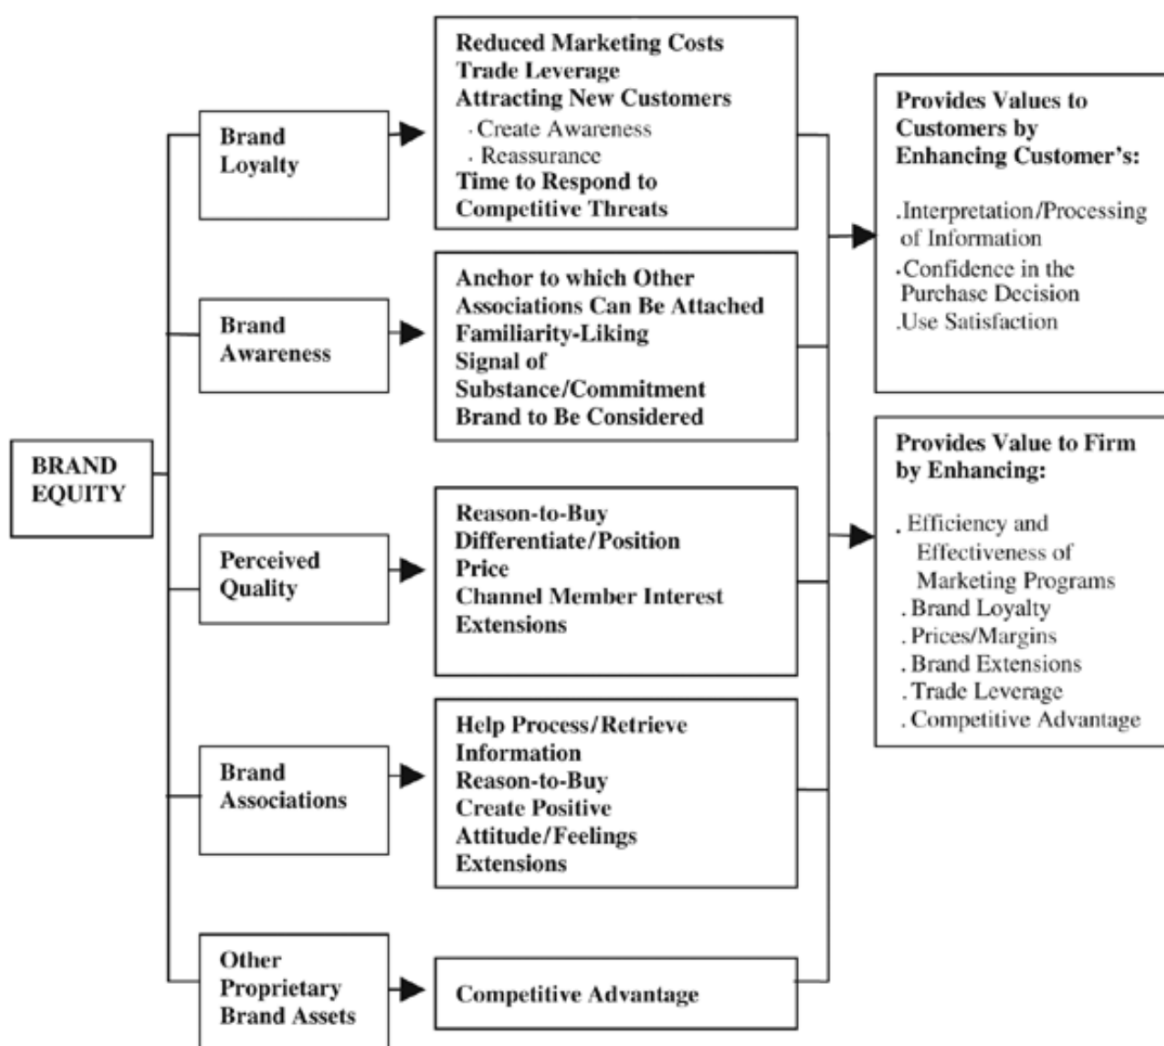 BRAND
EQUITY
Brand
Loyalty
Reduced Marketing Costs
Trade Leverage
Attracting New Customers
· Create Awareness
· Reassurance
Time to Respond to
Competitive Threats
Brand
Awareness
Anchor to which Other
Associations Can Be Attached
Familiarity-Liking
Signal of
Substance/Commitment
Brand to Be Considered
Perceived
Quality
Reason-to-Buy
Differentiate/Position
Price
Channel Member Interest
Extensions
Brand
Associations
Help Process/Retrieve
Information
Reason-to-Buy
Create Positive
Attitude/Feelings
Extensions
Other
Proprietary
Brand Assets
Competitive Advantage
Provides Values to
Customers by
Enhancing Customer's:
.Interpretation/Processing
of Information
.Confidence in the
Purchase Decision
.Use Satisfaction
Provides Value to Firm
by Enhancing:
. Efficiency and
Effectiveness of
Marketing Programs
. Brand Loyalty
. Prices/Margins
. Brand Extensions
. Trade Leverage
. Competitive Advantage